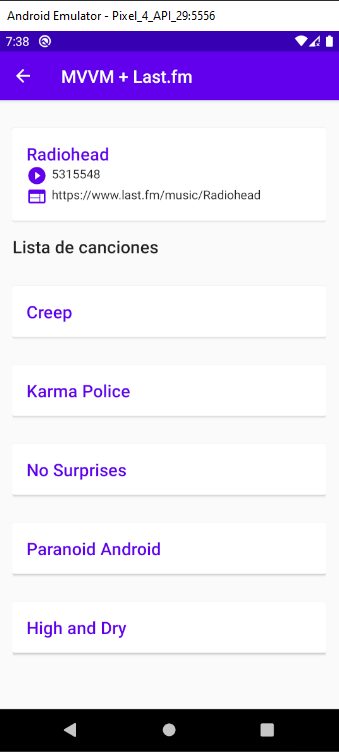 Android Emulator - Pixel_4_API_29:5556
7:38
MVVM + Last.fm
Radiohead
5315548
https://www.last.fm/music/Radiohead
Lista de canciones
Creep
Karma Police
No Surprises
Paranoid Android
High and Dry